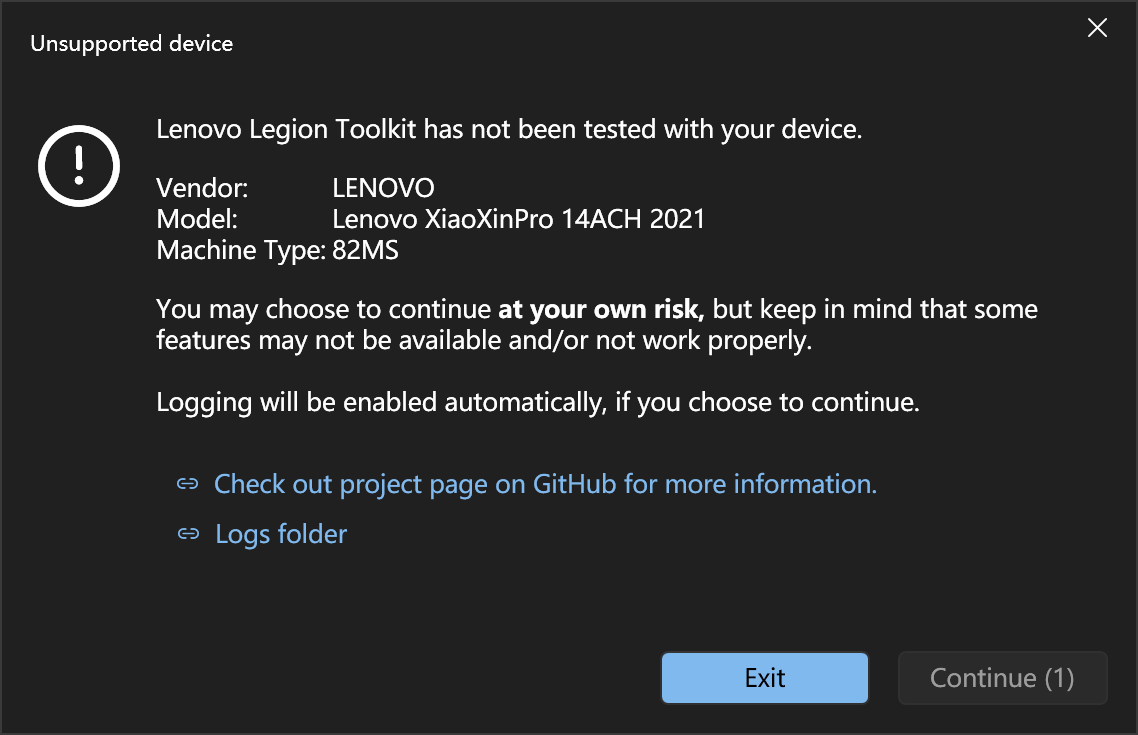 Unsupported device
Lenovo Legion Toolkit has not been tested with your device.
Vendor: LENOVO
Model: Lenovo XiaoXinPro 14ACH 2021
Machine Type: 82MS
You may choose to continue at your own risk, but keep in mind that some
features may not be available and/or not work properly.
Logging will be enabled automatically, if you choose to continue.
Check out project page on GitHub for more information.
Logs folder
Exit
Continue (1)